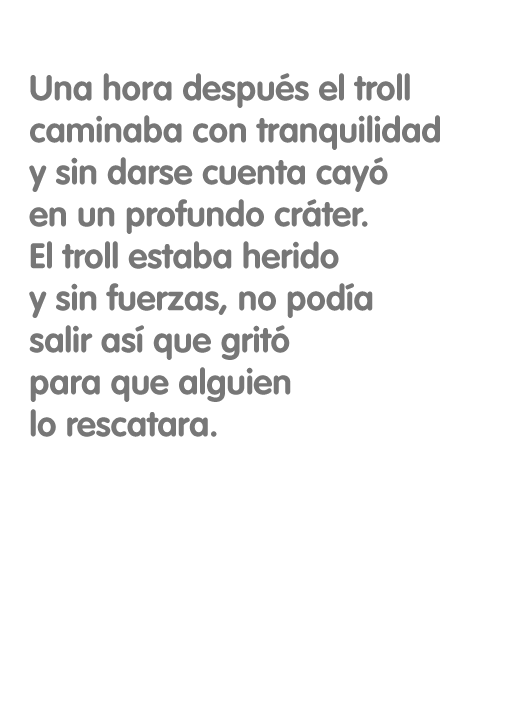 Una hora después el troll
caminaba con tranquilidad
y sin darse cuenta cayó
en un profundo cráter.
El troll estaba herido
y sin fuerzas, no podía
salir así que gritó
para que alguien
lo rescatara.